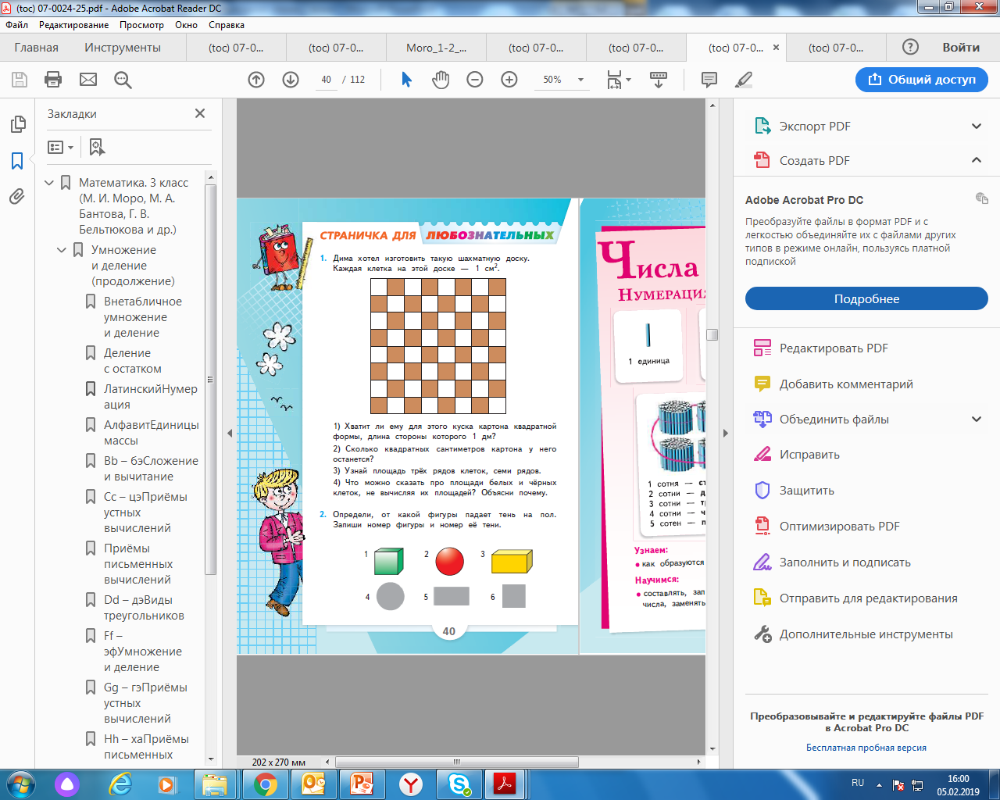 (toc) 07-0024-25.pdf - Adobe Acrobat Reader DC
Файл Редактирование Просмотр Окно Справка
Главная Инструменты (toc) 07-0... (toc) 07-0... Moro_1-2_... (toc) 07-0... (toc) 07-0... (toc) 07-0... × (toc) 07-0... Войти
40 / 112 50% Общий доступ
Закладки
Математика. 3 класс
(М. И. Моро, М. А.
Бантова, Г. В.
Бельтюкова и др.)
Умножение
и деление
(продолжение)
Внетабличное
умножение
и деление
Деление
с остатком
ЛатинскийНумер
ация
АлфавитЕдиницы
массы
Bb – бэСложение
и вычитание
Cc – цэПриёмы
устных
вычислений
Приёмы
письменных
вычислений
Dd – дэВиды
треугольников
Ff –
эфУмножение
и деление
Gg – гэПриёмы
устных
вычислений
Hh – хаПриёмы
письменных
СТРАНИЧКА ДЛЯ ЛЮБОЗНАТЕЛЬНЫХ
1. Дима хотел изготовить такую шахматную доску.
Каждая клетка на этой доске — 1 см².
1) Хватит ли ему для этого куска картона квадратной
формы, длина стороны которого 1 дм?
2) Сколько квадратных сантиметров картона у него
останется?
3) Узнай площадь трёх рядов клеток, семи рядов.
4) Что можно сказать про площади белых и чёрных
клеток, не вычисляя их площадей? Объясни почему.
2. Определи, от какой фигуры падает тень на пол.
Запиши номер фигуры и номер её тени.
1 2 3
4 5 6
40
Числа
Нумерация
1 единица
1 сотня — ст
2 сотни — д
3 сотни — т
4 сотни — ч
5 сотен — п
Узнаем:
• как образуются
Научимся:
• составлять, зап
числа, заменять
202 x 270 мм
Экспорт PDF
Создать PDF
Adobe Acrobat Pro DC
Преобразуйте файлы в формат PDF и с
легкостью объединяйте их с файлами других
типов в режиме онлайн, пользуясь платной
подпиской
Подробнее
Редактировать PDF
Добавить комментарий
Объединить файлы
Исправить
Защитить
Оптимизировать PDF
Заполнить и подписать
Отправить для редактирования
Дополнительные инструменты
Преобразовывайте и редактируйте файлы PDF
в Acrobat Pro DC
Бесплатная пробная версия
RU 16:00
05.02.2019